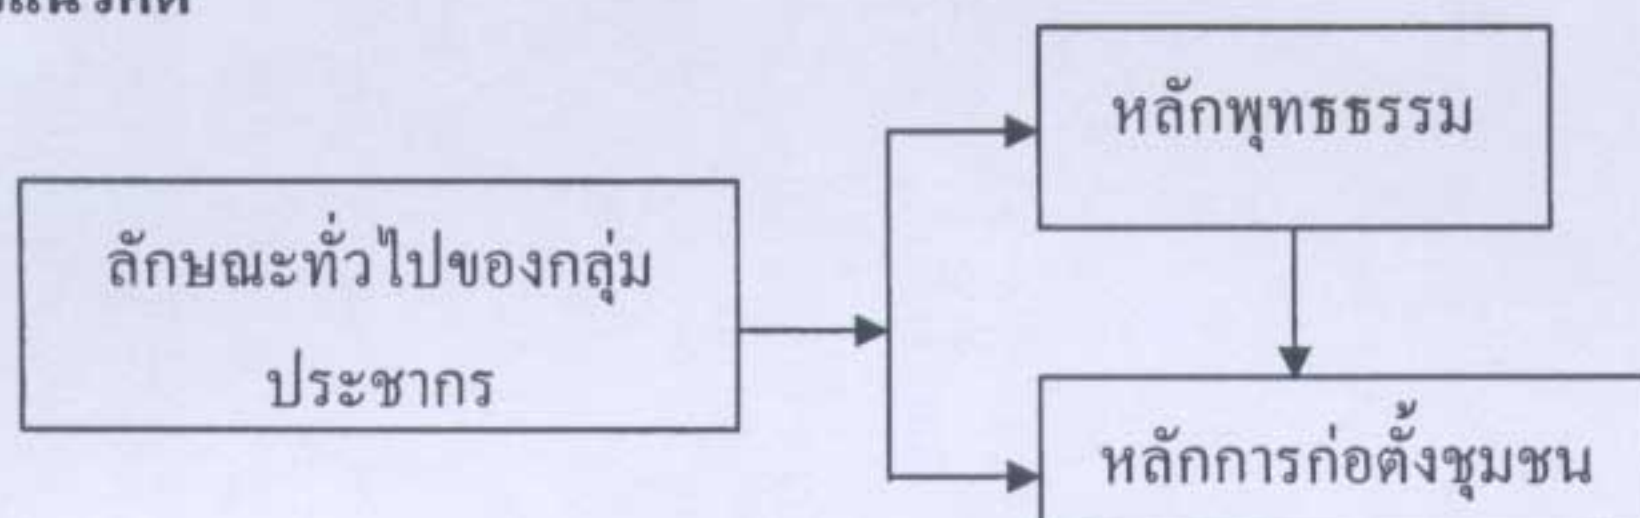 หลักพุทธธรรม
ลักษณะทั่วไปของกลุ่ม
ประชากร
หลักการก่อตั้งชุมชน